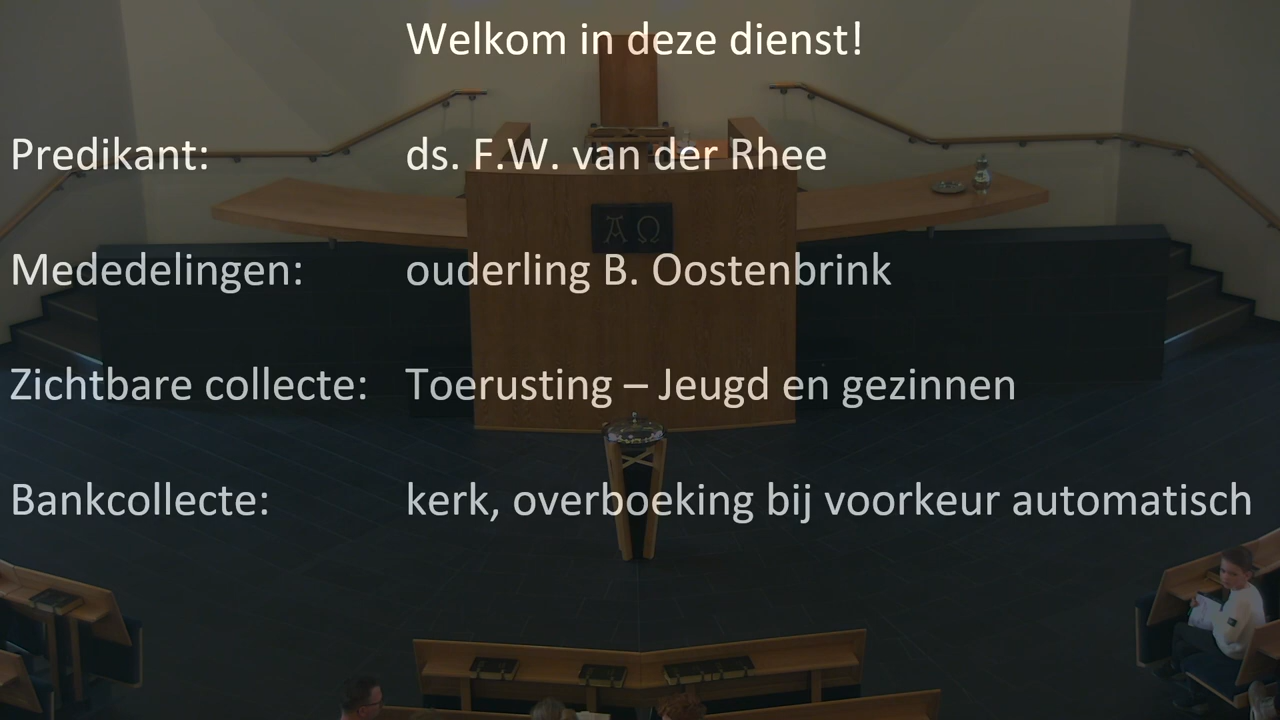 Welkom in deze dienst!
Predikant: ds. F.W. van der Rhee
Mededelingen: ouderling B. Oostenbrink
Zichtbare collecte: Toerusting – Jeugd en gezinnen
Bankcollecte: kerk, overboeking bij voorkeur automatisch
Α Ω